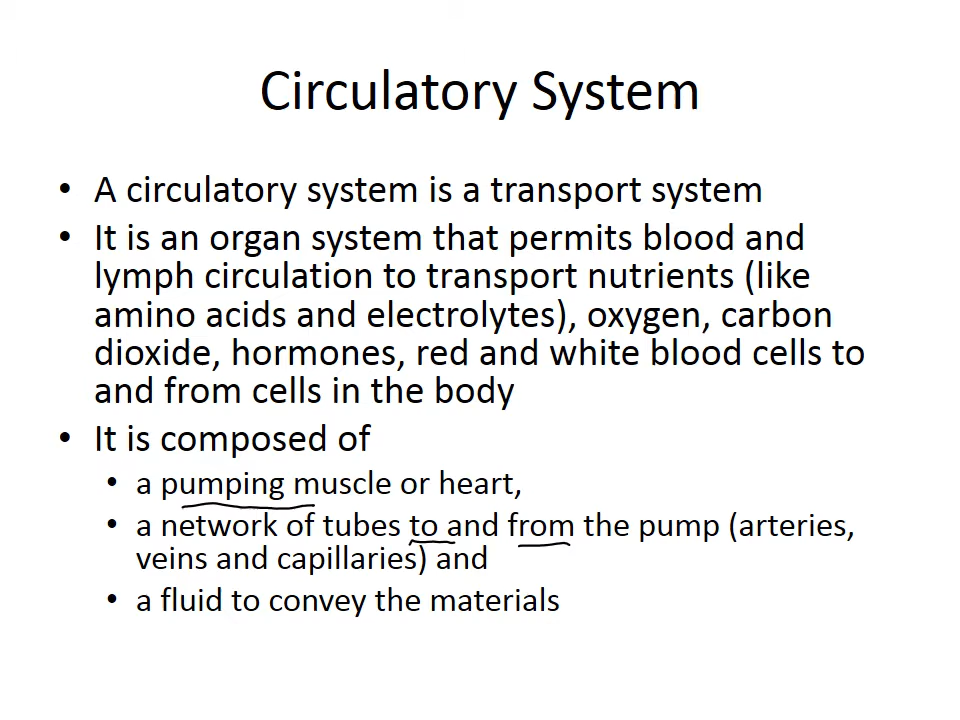 Circulatory System
• A circulatory system is a transport system
• It is an organ system that permits blood and
lymph circulation to transport nutrients (like
amino acids and electrolytes), oxygen, carbon
dioxide, hormones, red and white blood cells to
and from cells in the body
• It is composed of
• a pumping muscle or heart,
• a network of tubes to and from the pump (arteries,
veins and capillaries) and
• a fluid to convey the materials